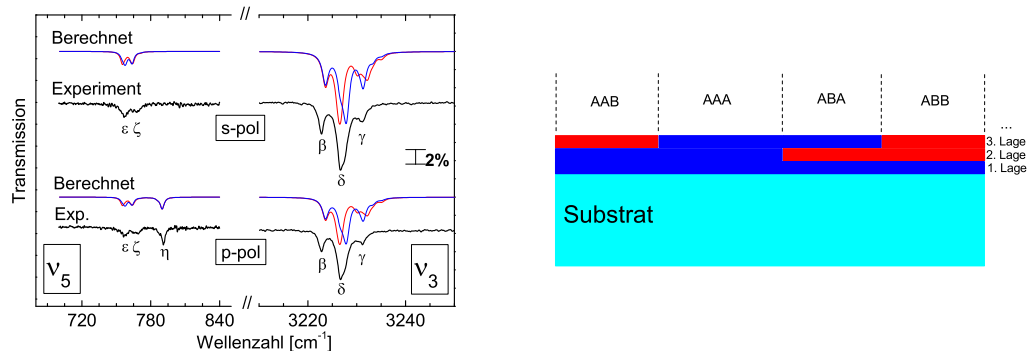 //
Berechnet
Experiment
ε ζ
s-pol
β
δ
γ
2%
Berechnet
Exp.
ε ζ
η
p-pol
β
δ
γ
ν5
ν3
Transmission
//
720 780 840 3220 3240
Wellenzahl [cm-1]
AAB AAA ABA ABB
...
3. Lage
2. Lage
1. Lage
Substrat